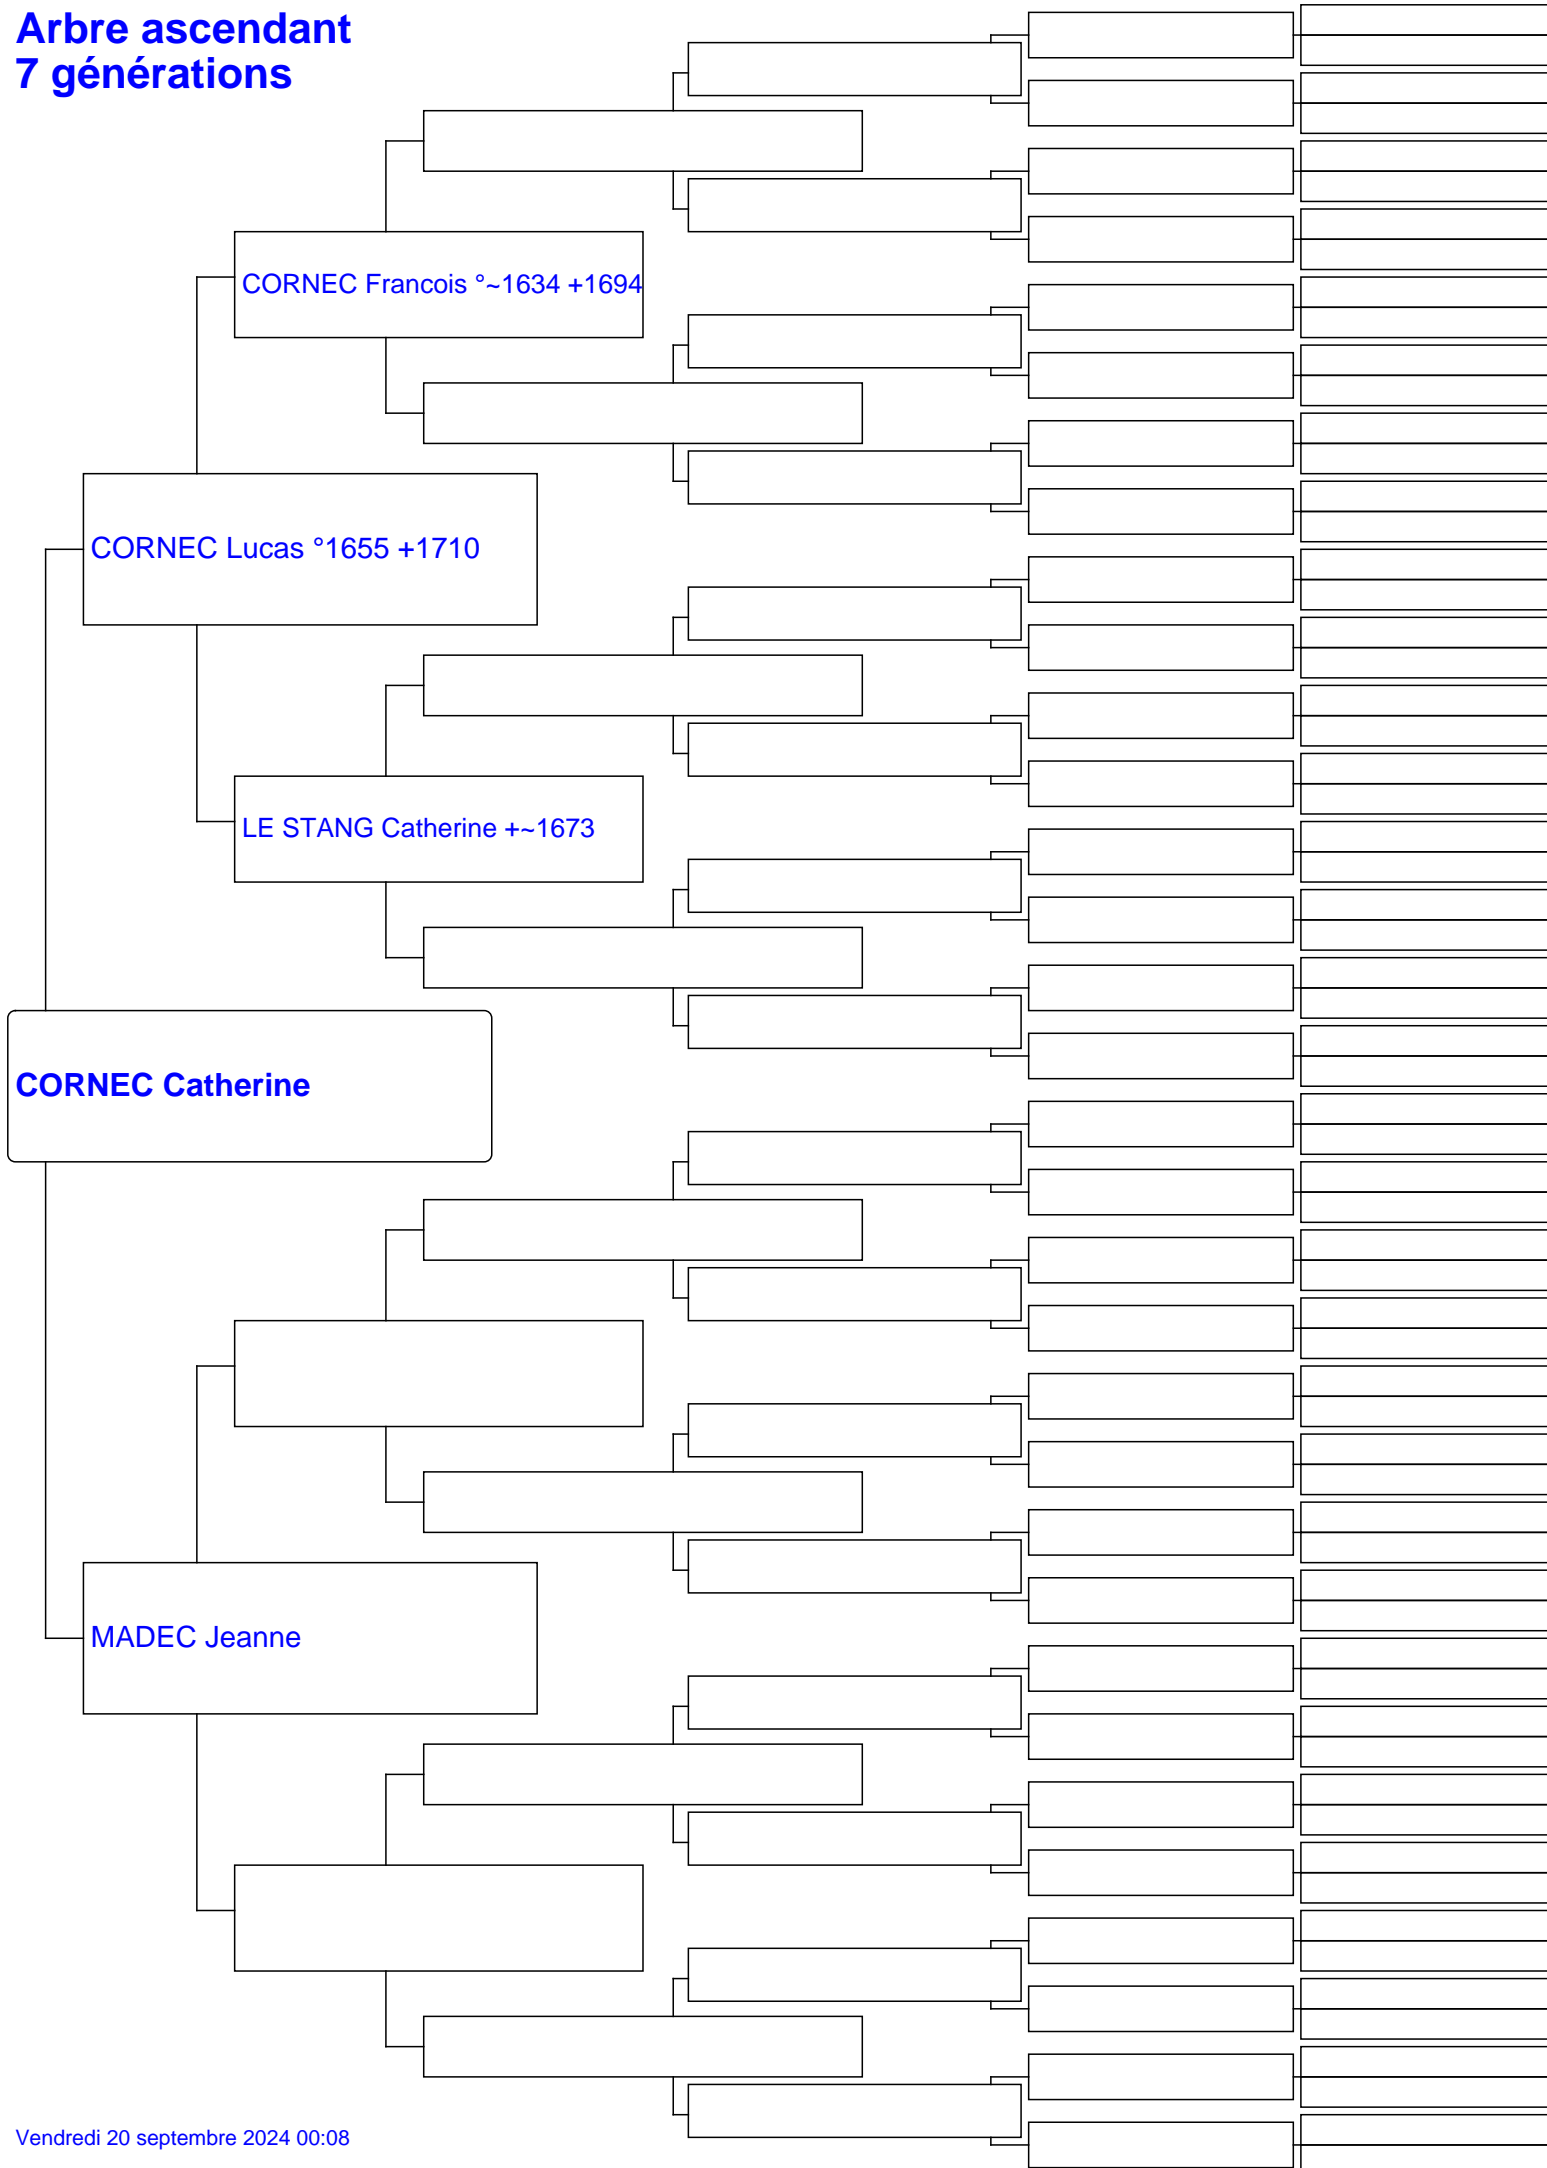 Arbre ascendant
7 générations
CORNEC Francois °~1634 +1694
CORNEC Lucas °1655 +1710
LE STANG Catherine +~1673
CORNEC Catherine
MADEC Jeanne
Vendredi 20 septembre 2024 00:08